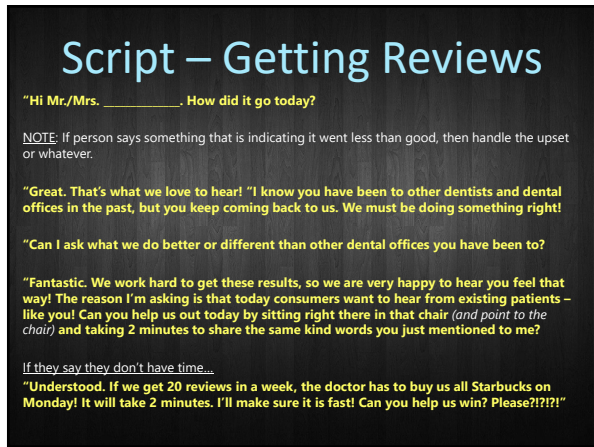 Script – Getting Reviews
“Hi Mr./Mrs. ____________. How did it go today?
NOTE: If person says something that is indicating it went less than good, then handle the upset
or whatever.
“Great. That’s what we love to hear! “I know you have been to other dentists and dental
offices in the past, but you keep coming back to us. We must be doing something right!
“Can I ask what we do better or different than other dental offices you have been to?
“Fantastic. We work hard to get these results, so we are very happy to hear you feel that
way! The reason I’m asking is that today consumers want to hear from existing patients –
like you! Can you help us out today by sitting right there in that chair (and point to the
chair) and taking 2 minutes to share the same kind words you just mentioned to me?
If they say they don’t have time…
“Understood. If we get 20 reviews in a week, the doctor has to buy us all Starbucks on
Monday! It will take 2 minutes. I’ll make sure it is fast! Can you help us win? Please?!?!?!”